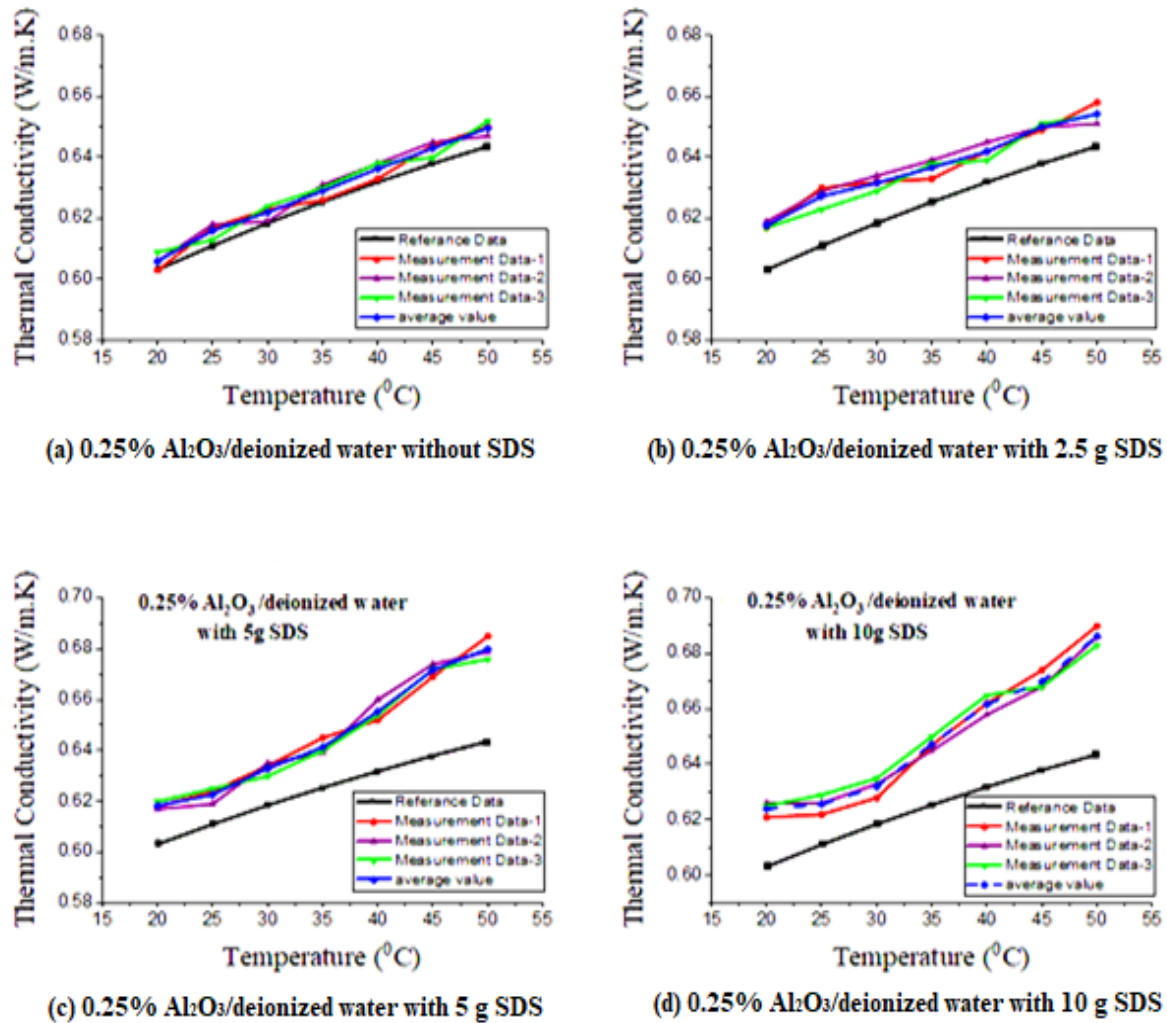 Thermal Conductivity (W/m.K)
0.68
0.66
0.64
0.62
0.60
0.58
15 20 25 30 35 40 45 50 55
Temperature (⁰C)
Referance Data
Measurement Data-1
Measurement Data-2
Measurement Data-3
average value
(a) 0.25% Al₂O₃/deionized water without SDS
Thermal Conductivity (W/m.K)
0.68
0.66
0.64
0.62
0.60
0.58
15 20 25 30 35 40 45 50 55
Temperature (⁰C)
Referance Data
Measurement Data-1
Measurement Data-2
Measurement Data-3
average value
(b) 0.25% Al₂O₃/deionized water with 2.5 g SDS
Thermal Conductivity (W/m.K)
0.70
0.68
0.66
0.64
0.62
0.60
0.58
0.25% Al₂O₃ /deionized water
with 5g SDS
15 20 25 30 35 40 45 50 55
Temperature (⁰C)
Referance Data
Measurement Data-1
Measurement Data-2
Measurement Data-3
average value
(c) 0.25% Al₂O₃/deionized water with 5 g SDS
Thermal Conductivity (W/m.K)
0.70
0.68
0.66
0.64
0.62
0.60
0.25% Al₂O₃ /deionized water
with 10g SDS
15 20 25 30 35 40 45 50 55
Temperature (⁰C)
Referance Data
Measurement Data-1
Measurement Data-2
Measurement Data-3
average value
(d) 0.25% Al₂O₃/deionized water with 10 g SDS